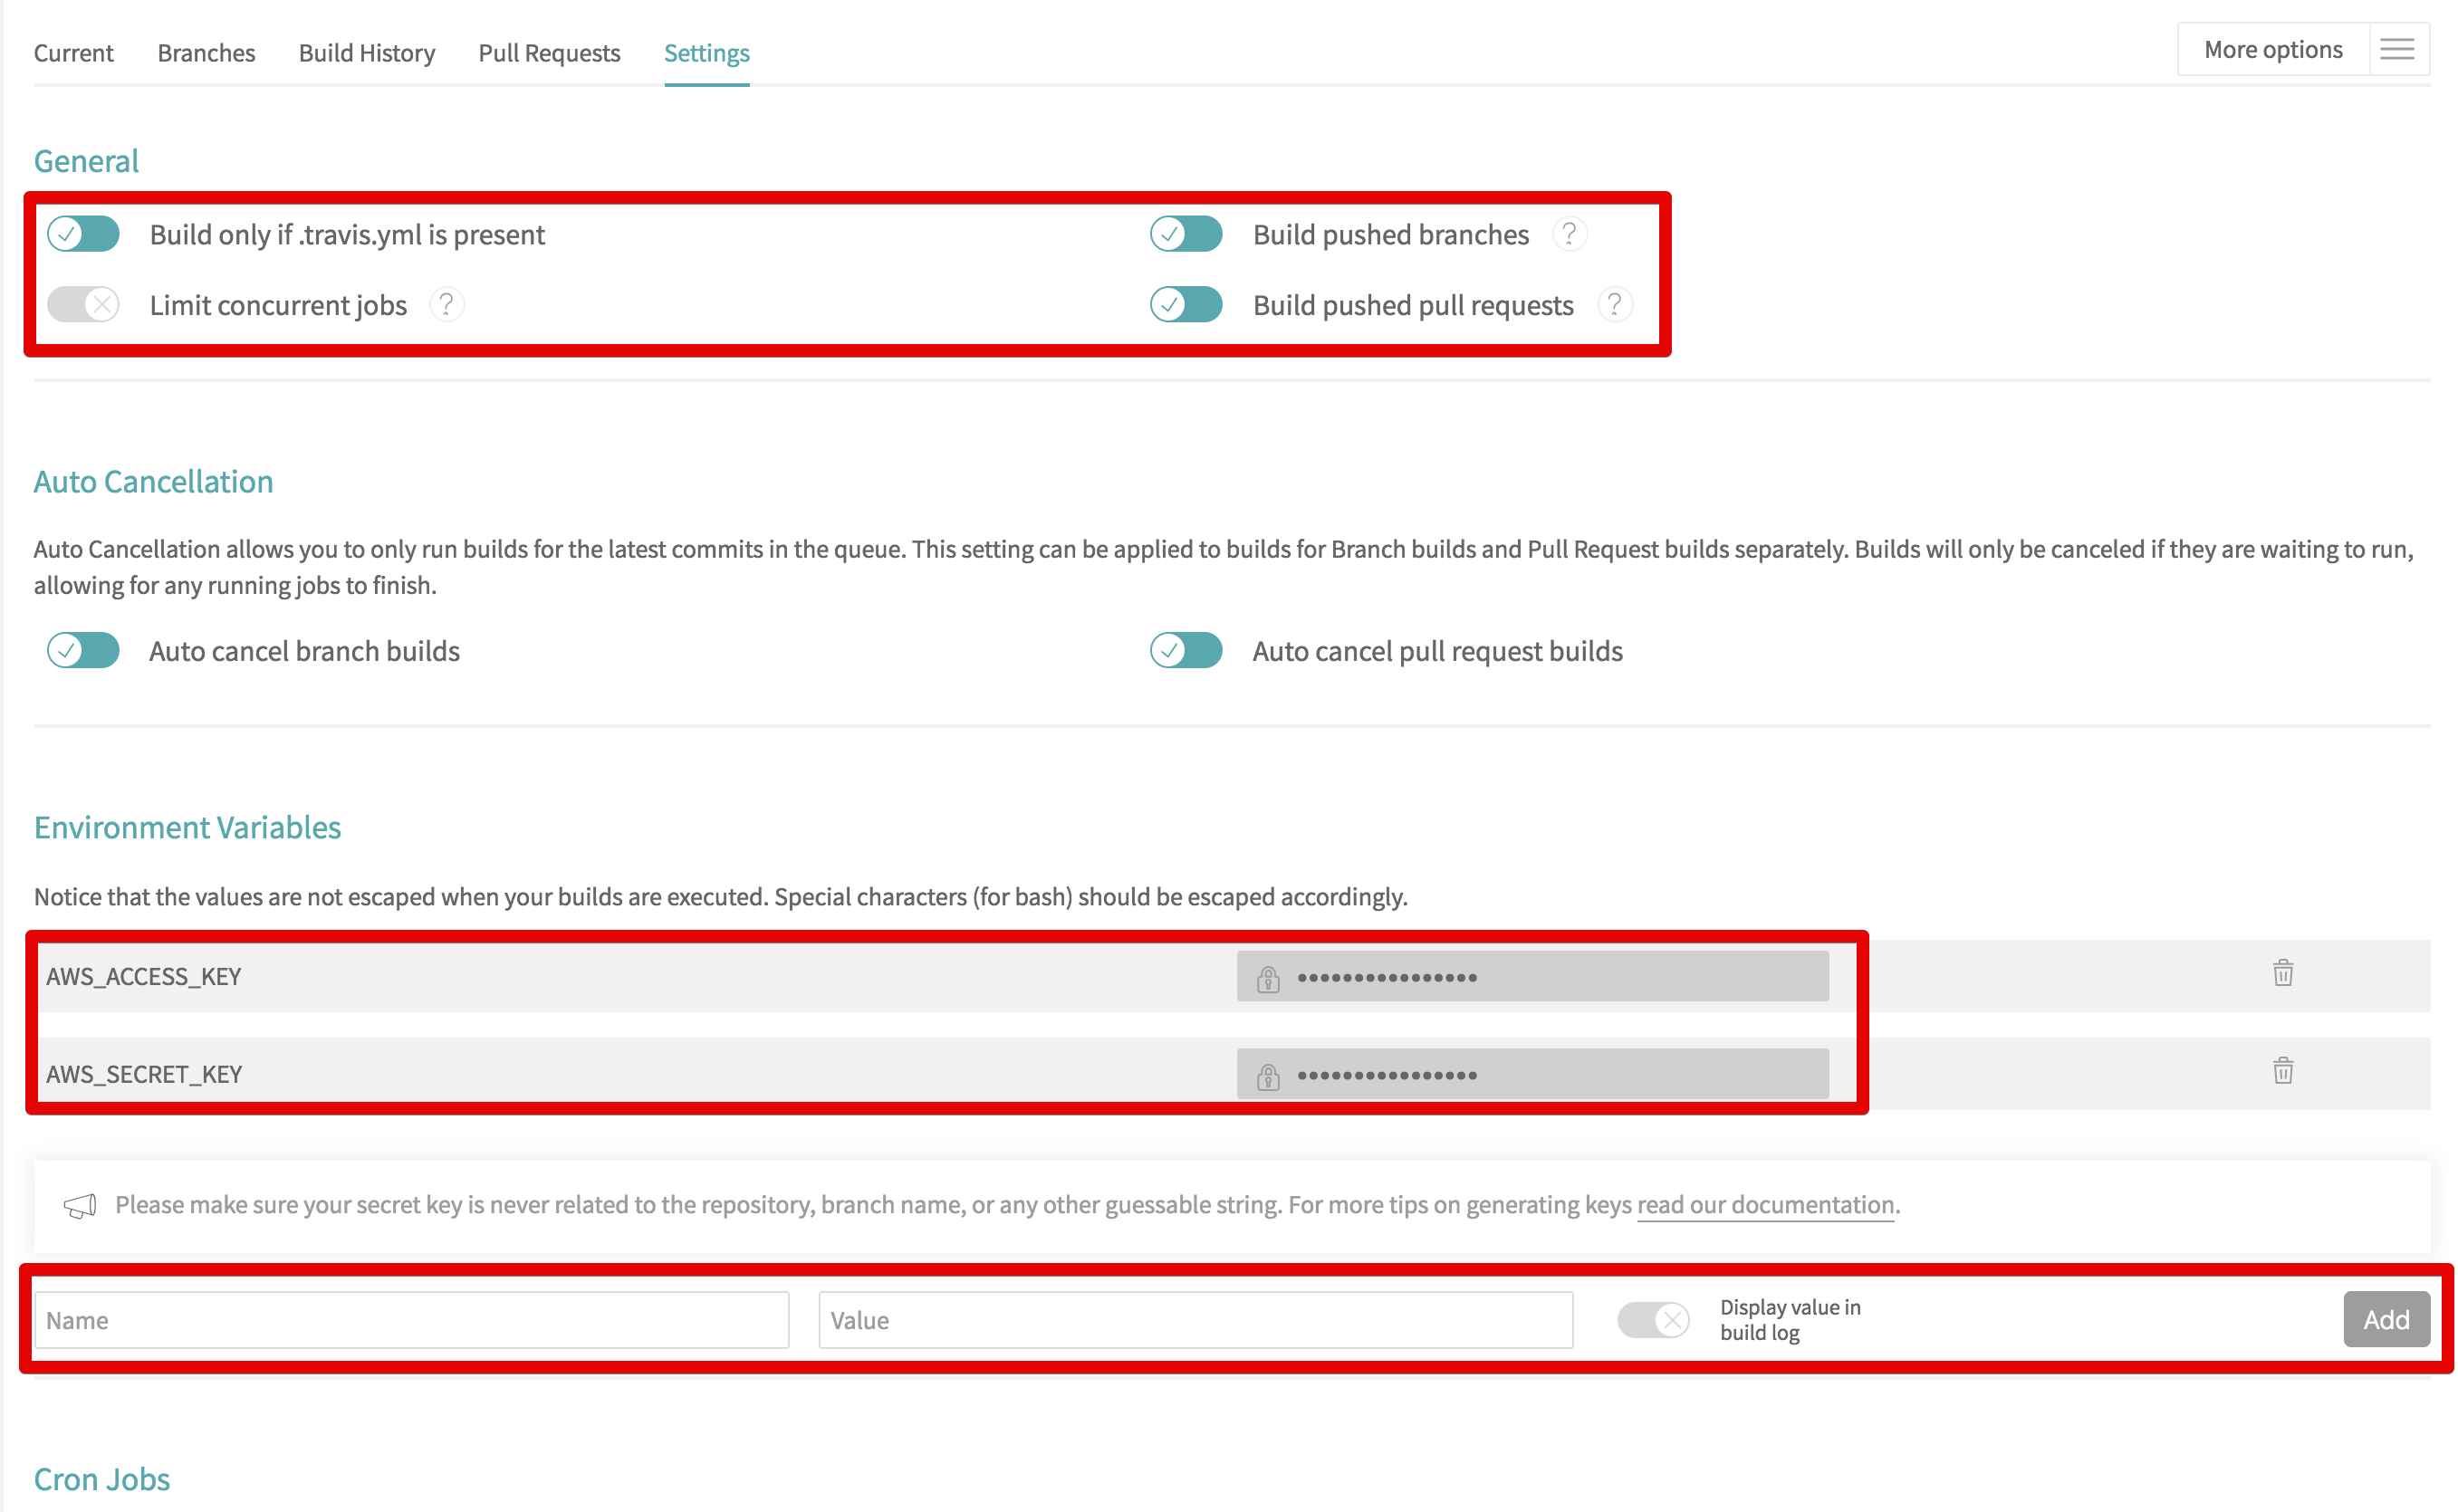 Current Branches Build History Pull Requests Settings More options
General
Build only if .travis.yml is present Build pushed branches ?
Limit concurrent jobs ? Build pushed pull requests ?
Auto Cancellation
Auto Cancellation allows you to only run builds for the latest commits in the queue. This setting can be applied to builds for Branch builds and Pull Request builds separately. Builds will only be canceled if they are waiting to run,
allowing for any running jobs to finish.
Auto cancel branch builds Auto cancel pull request builds
Environment Variables
Notice that the values are not escaped when your builds are executed. Special characters (for bash) should be escaped accordingly.
AWS_ACCESS_KEY ••••••••••••••••
AWS_SECRET_KEY ••••••••••••••••
Please make sure your secret key is never related to the repository, branch name, or any other guessable string. For more tips on generating keys read our documentation.
Name Value Display value in
build log Add
Cron Jobs